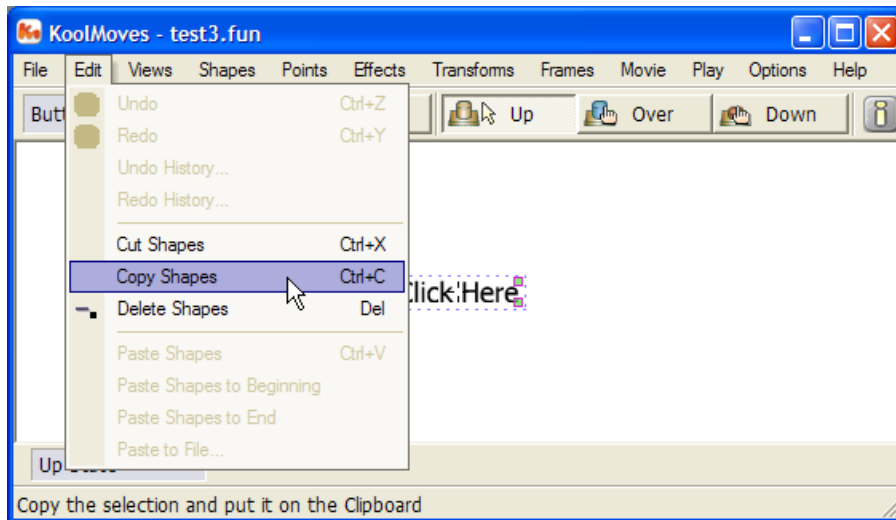 KoolMoves - test3.fun
File Edit Views Shapes Points Effects Transforms Frames Movie Play Options Help
Up Over Down
Undo Ctrl+Z
Redo Ctrl+Y
Undo History...
Redo History...
Cut Shapes Ctrl+X
Copy Shapes Ctrl+C
Click Here
Delete Shapes Del
Paste Shapes Ctrl+V
Paste Shapes to Beginning
Paste Shapes to End
Paste to File...
Copy the selection and put it on the Clipboard